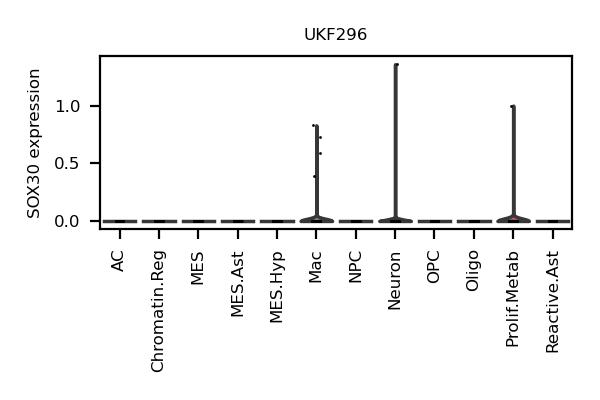 UKF296
SOX30 expression
1.0
0.5
0.0
AC
Chromatin.Reg
MES
MES.Ast
MES.Hyp
Mac
NPC
Neuron
OPC
Oligo
Prolif.Metab
Reactive.Ast